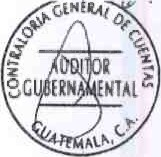 CONTRALORIA GENERAL DE CUENTAS
AUDITOR
GUBERNAMENTAL
GUATEMALA, C.A.